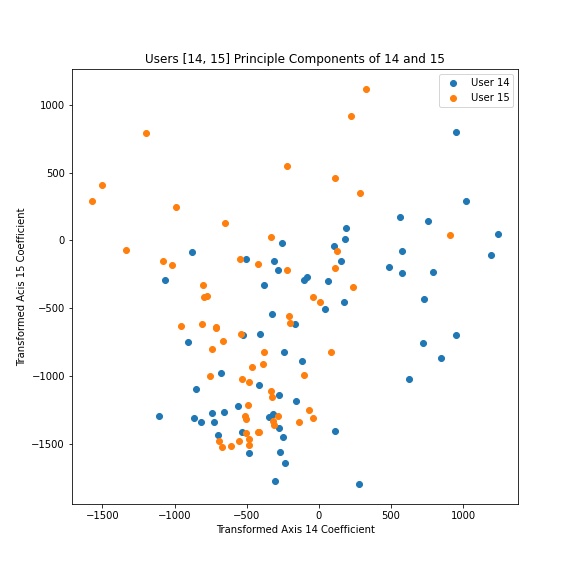 Users [14, 15] Principle Components of 14 and 15
User 14
User 15
1000
500
0
−500
−1000
−1500
Transformed Acis 15 Coefficient
−1500
−1000
−500
0
500
1000
Transformed Axis 14 Coefficient